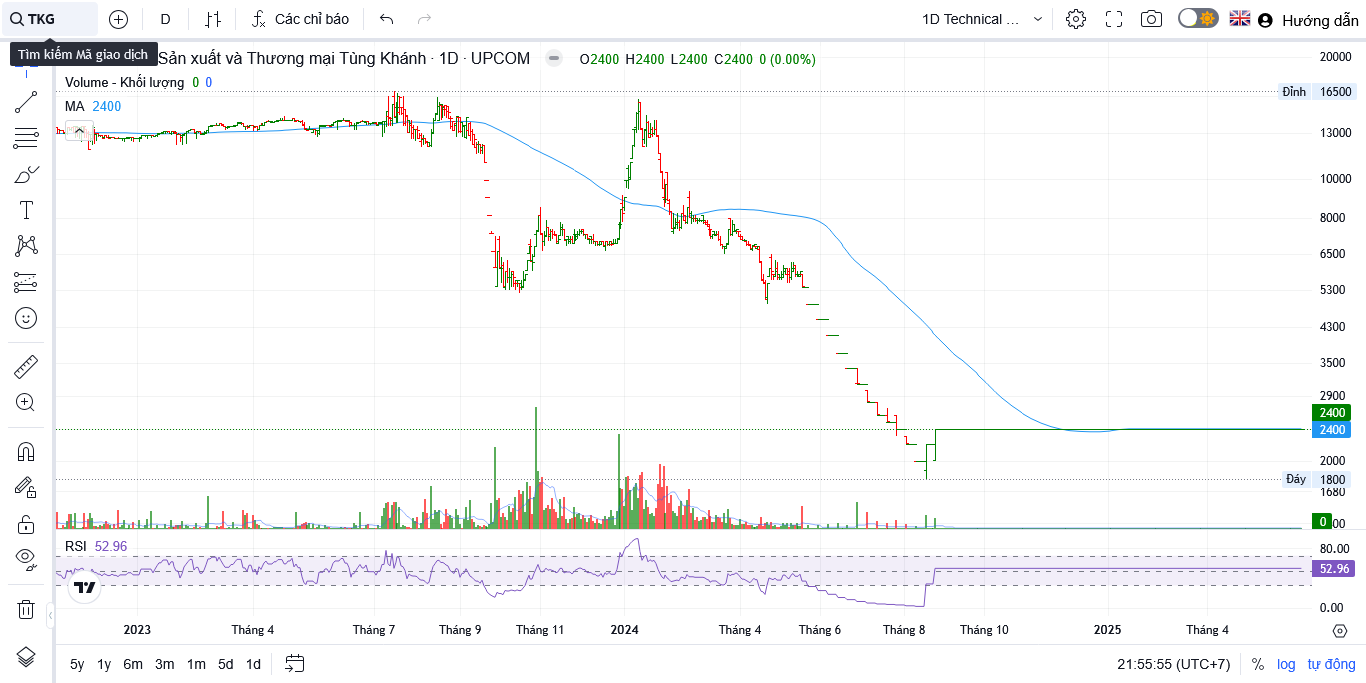 TKG
D
Các chỉ báo
1D Technical ...
Hướng dẫn
Tìm kiếm Mã giao dịch
Sản xuất và Thương mại Tùng Khánh · 1D · UPCOM
O2400 H2400 L2400 C2400 0 (0.00%)
Volume - Khối lượng 0 0
MA 2400
20000
Đỉnh 16500
13000
10000
8000
6500
5300
4300
3500
2900
2400
2400
2000
Đáy 1800
1680
0
00
RSI 52.96
80.00
52.96
0.00
2023 Tháng 4 Tháng 7 Tháng 9 Tháng 11 2024 Tháng 4 Tháng 6 Tháng 8 Tháng 10 2025 Tháng 4
5y 1y 6m 3m 1m 5d 1d
21:55:55 (UTC+7) % log tự động